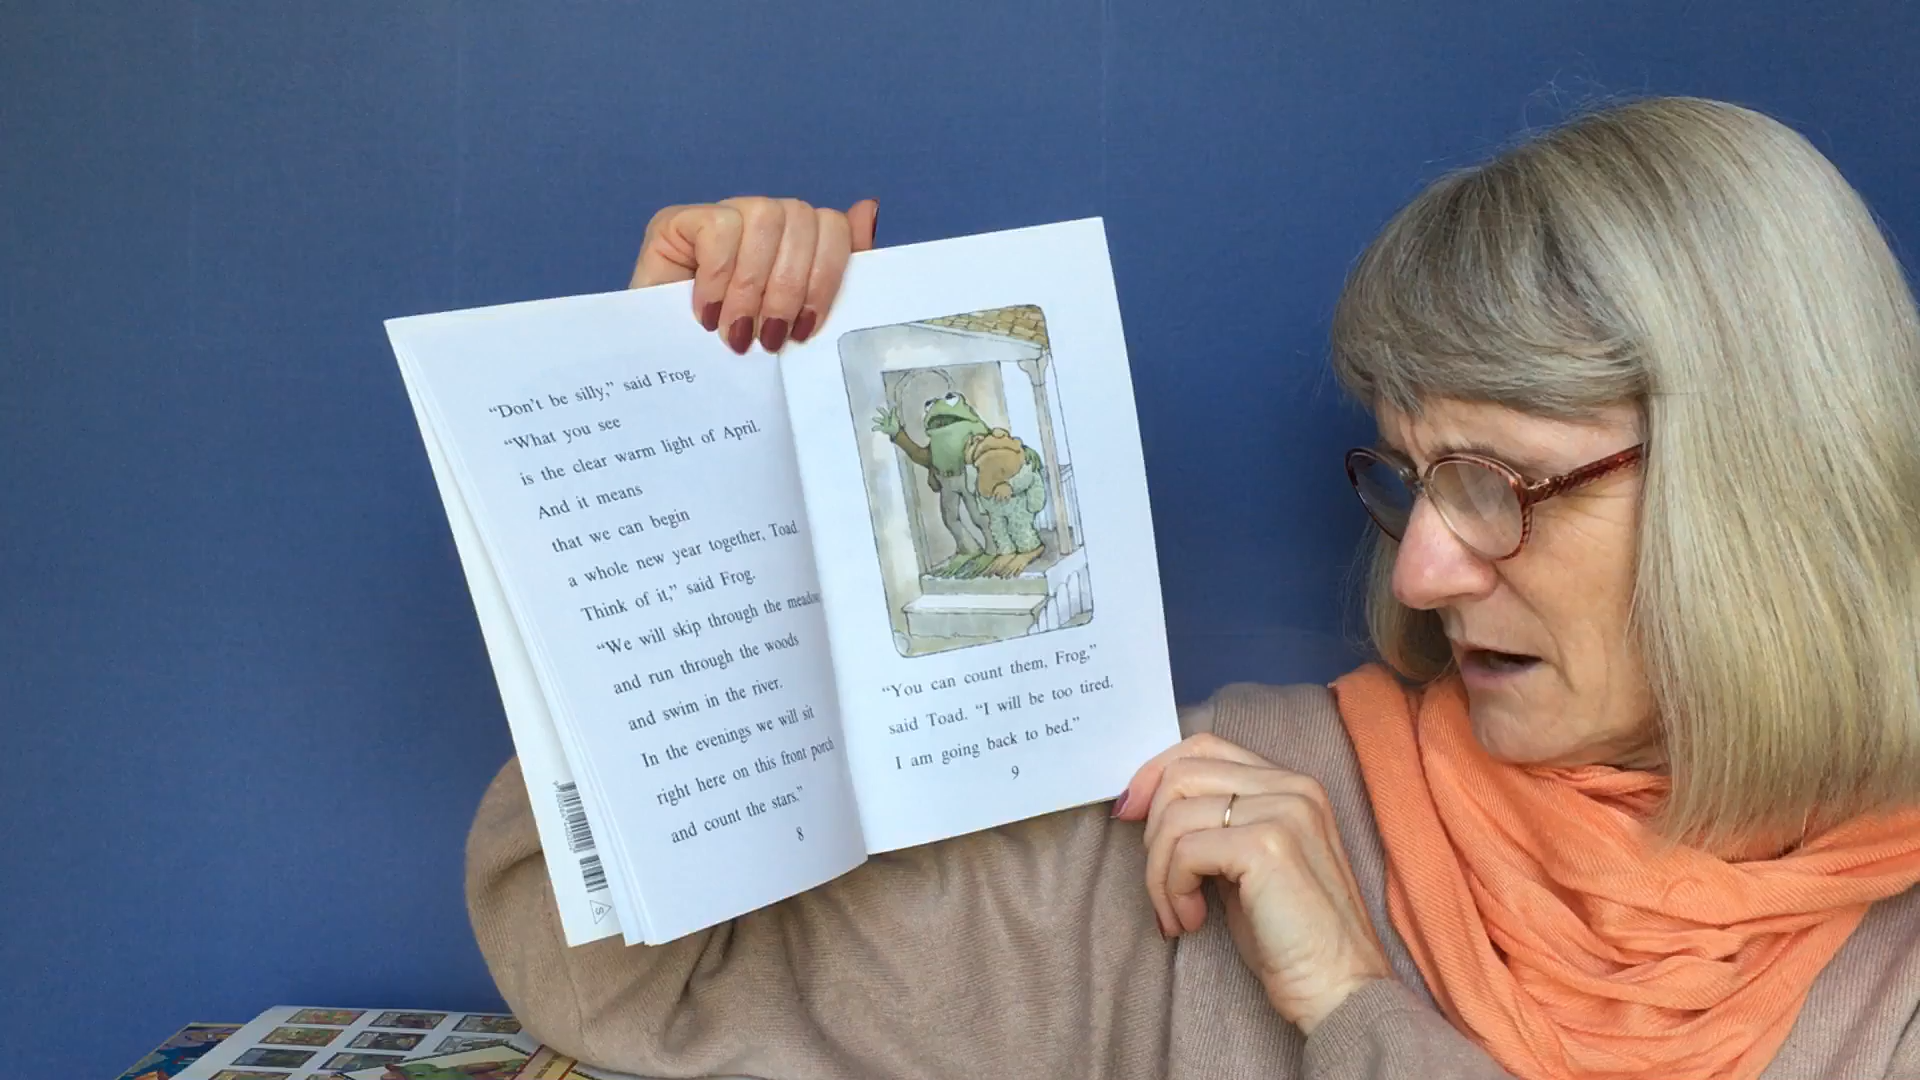 “Don't be silly,” said Frog.
“What you see
is the clear warm light of April.
And it means
that we can begin
a whole new year together, Toad.
Think of it,” said Frog.
“We will skip through the meadow
and run through the woods
and swim in the river.
In the evenings we will sit
right here on this front porch
and count the stars.”
8
“You can count them, Frog,”
said Toad. “I will be too tired.
I am going back to bed.”
9